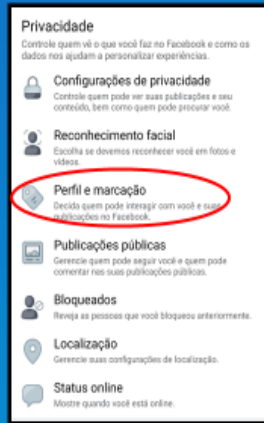 Privacidade
Controle quem vê o que você faz no Facebook e como os
dados nos ajudam a personalizar experiências.
Configurações de privacidade
Controle quem pode ver suas publicações e seu
conteúdo, bem como quem pode procurar você.
Reconhecimento facial
Escolha se devemos reconhecer você em fotos e
vídeos.
Perfil e marcação
Decida quem pode interagir com você e suas
publicações no Facebook.
Publicações públicas
Gerencie quem pode seguir você e quem pode
comentar nas suas publicações públicas.
Bloqueados
Reveja as pessoas que você bloqueou anteriormente.
Localização
Gerencie suas configurações de localização.
Status online
Mostre quando você está online.